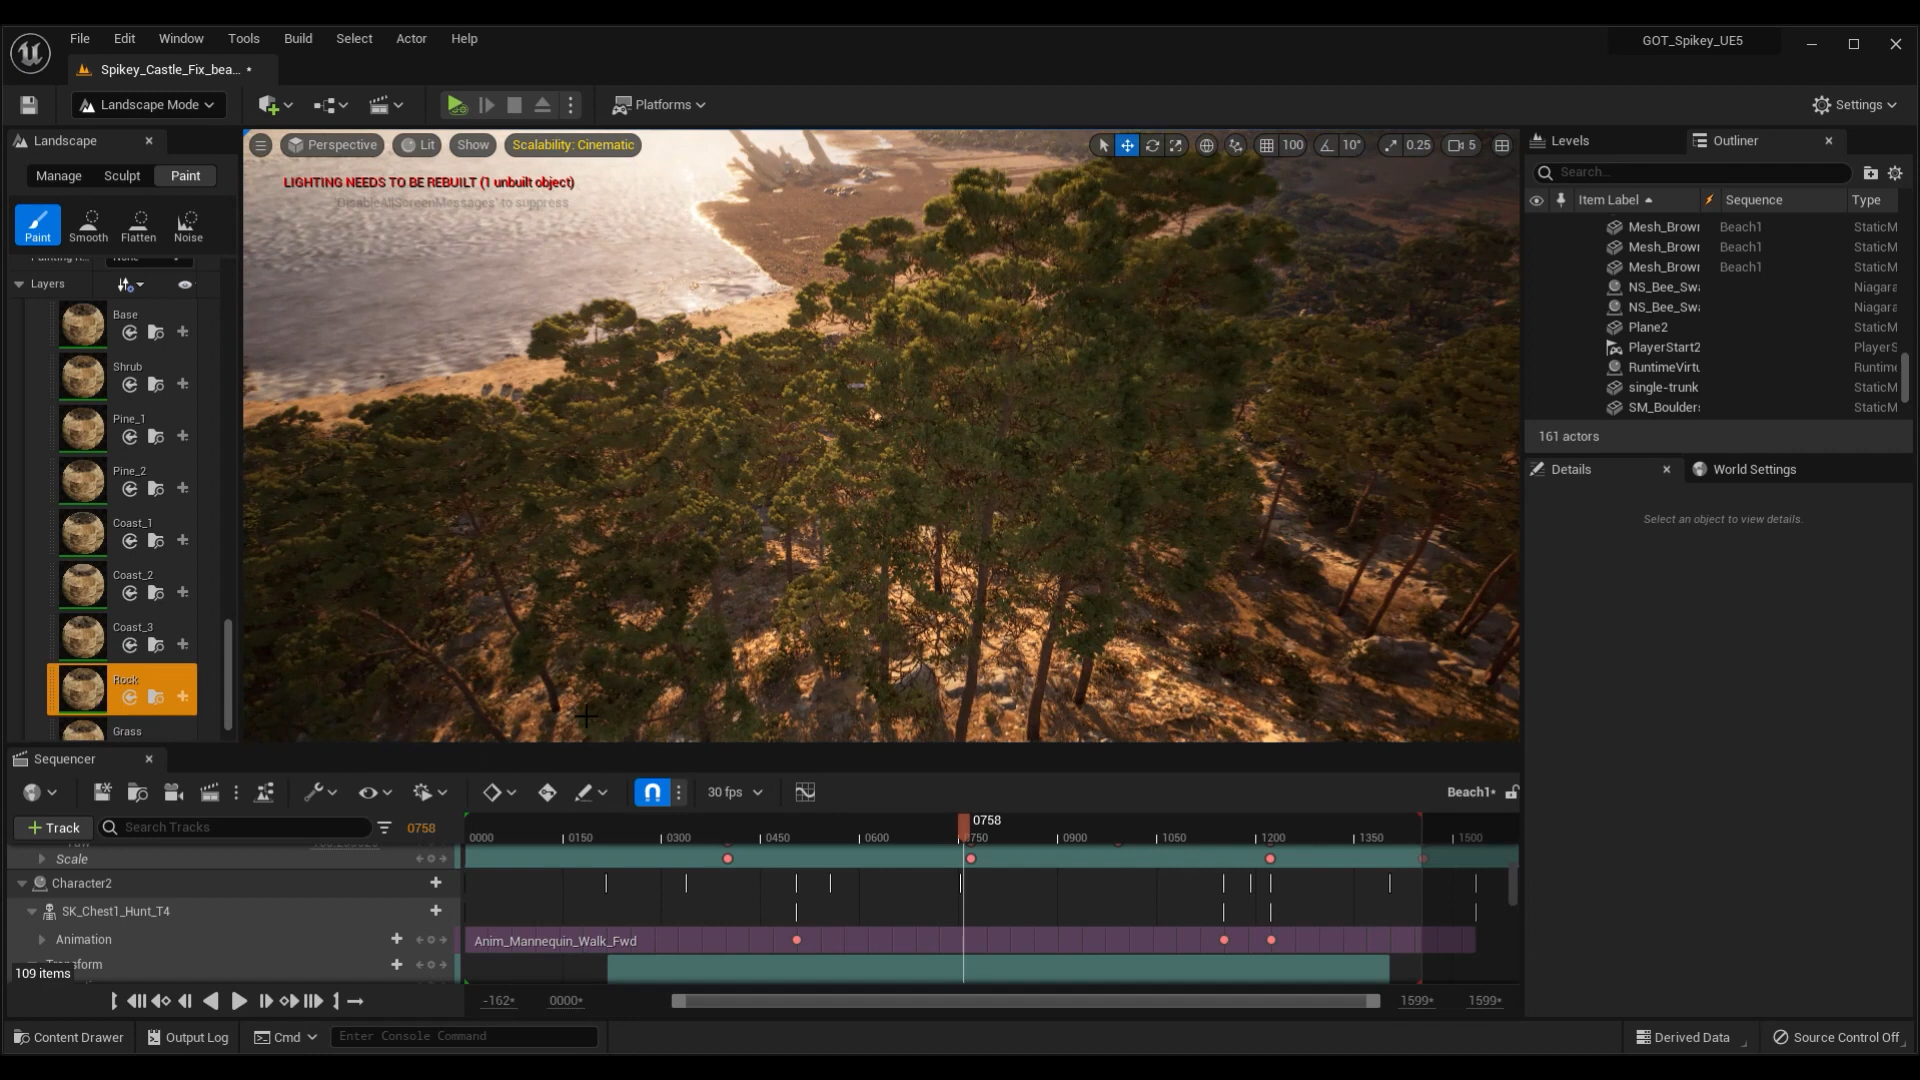 File Edit Window Tools Build Select Actor Help
GOT_Spikey_UE5
Spikey_Castle_Fix_bea... •
Landscape Mode
Platforms
Settings
Landscape
Manage Sculpt Paint
Paint Smooth Flatten Noise
Layers
Base
Shrub
Pine_1
Pine_2
Coast_1
Coast_2
Coast_3
Rock
Grass
Perspective Lit Show Scalability: Cinematic
100 10° 0.25 5
LIGHTING NEEDS TO BE REBUILT (1 unbuilt object)
'DisableAllScreenMessages' to suppress
Levels Outliner
Search...
Item Label Sequence Type
Mesh_Brown Beach1 StaticM
Mesh_Brown Beach1 StaticM
Mesh_Brown Beach1 StaticM
NS_Bee_Swa Niagara
NS_Bee_Swa Niagara
Plane2 StaticM
PlayerStart2 PlayerS
RuntimeVirtu Runtime
single-trunk StaticM
SM_Boulders StaticM
161 actors
Details World Settings
Select an object to view details.
Sequencer
30 fps
Beach1*
Track
Search Tracks
0758
0758
0000 0150 0300 0450 0600 0750 0900 1050 1200 1350 1500
Scale
Character2
SK_Chest1_Hunt_T4
Animation
Anim_Mannequin_Walk_Fwd
Transform
109 items
-162* 0000* 1599* 1599*
Content Drawer Output Log Cmd Enter Console Command
Derived Data Source Control Off